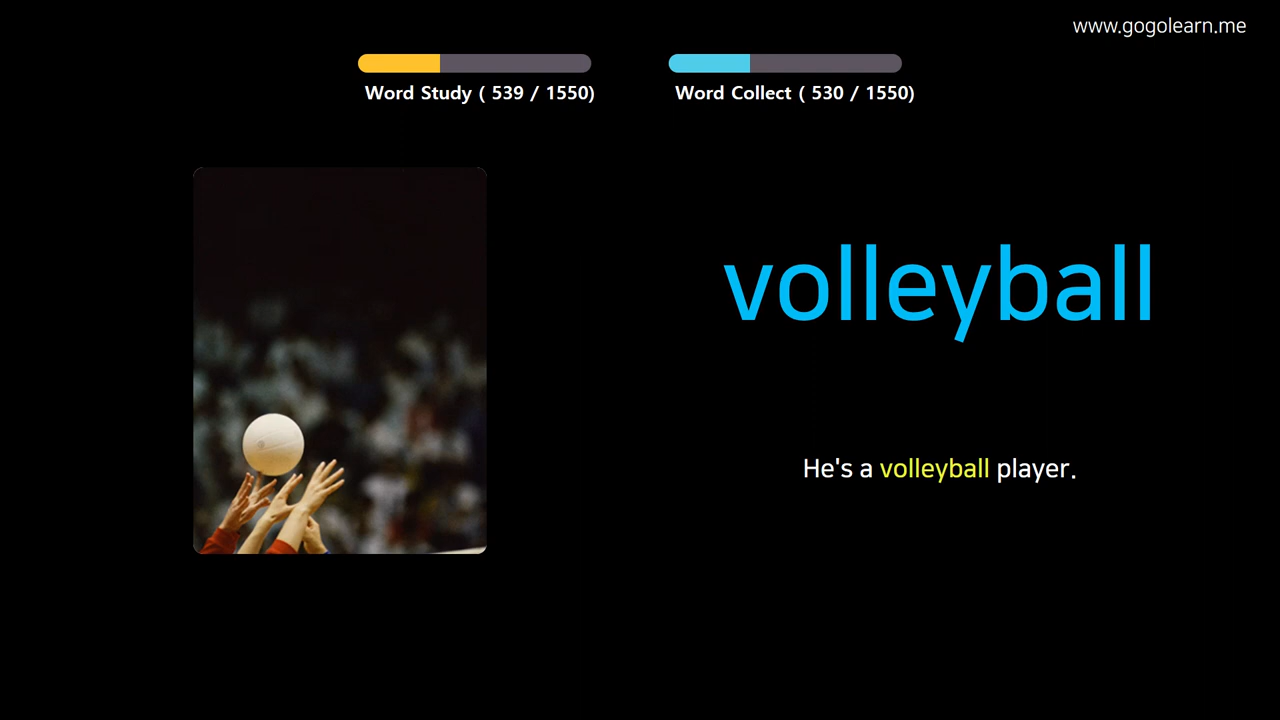 www.gogolearn.me
Word Study ( 539 / 1550)
Word Collect ( 530 / 1550)
volleyball
He's a volleyball player.